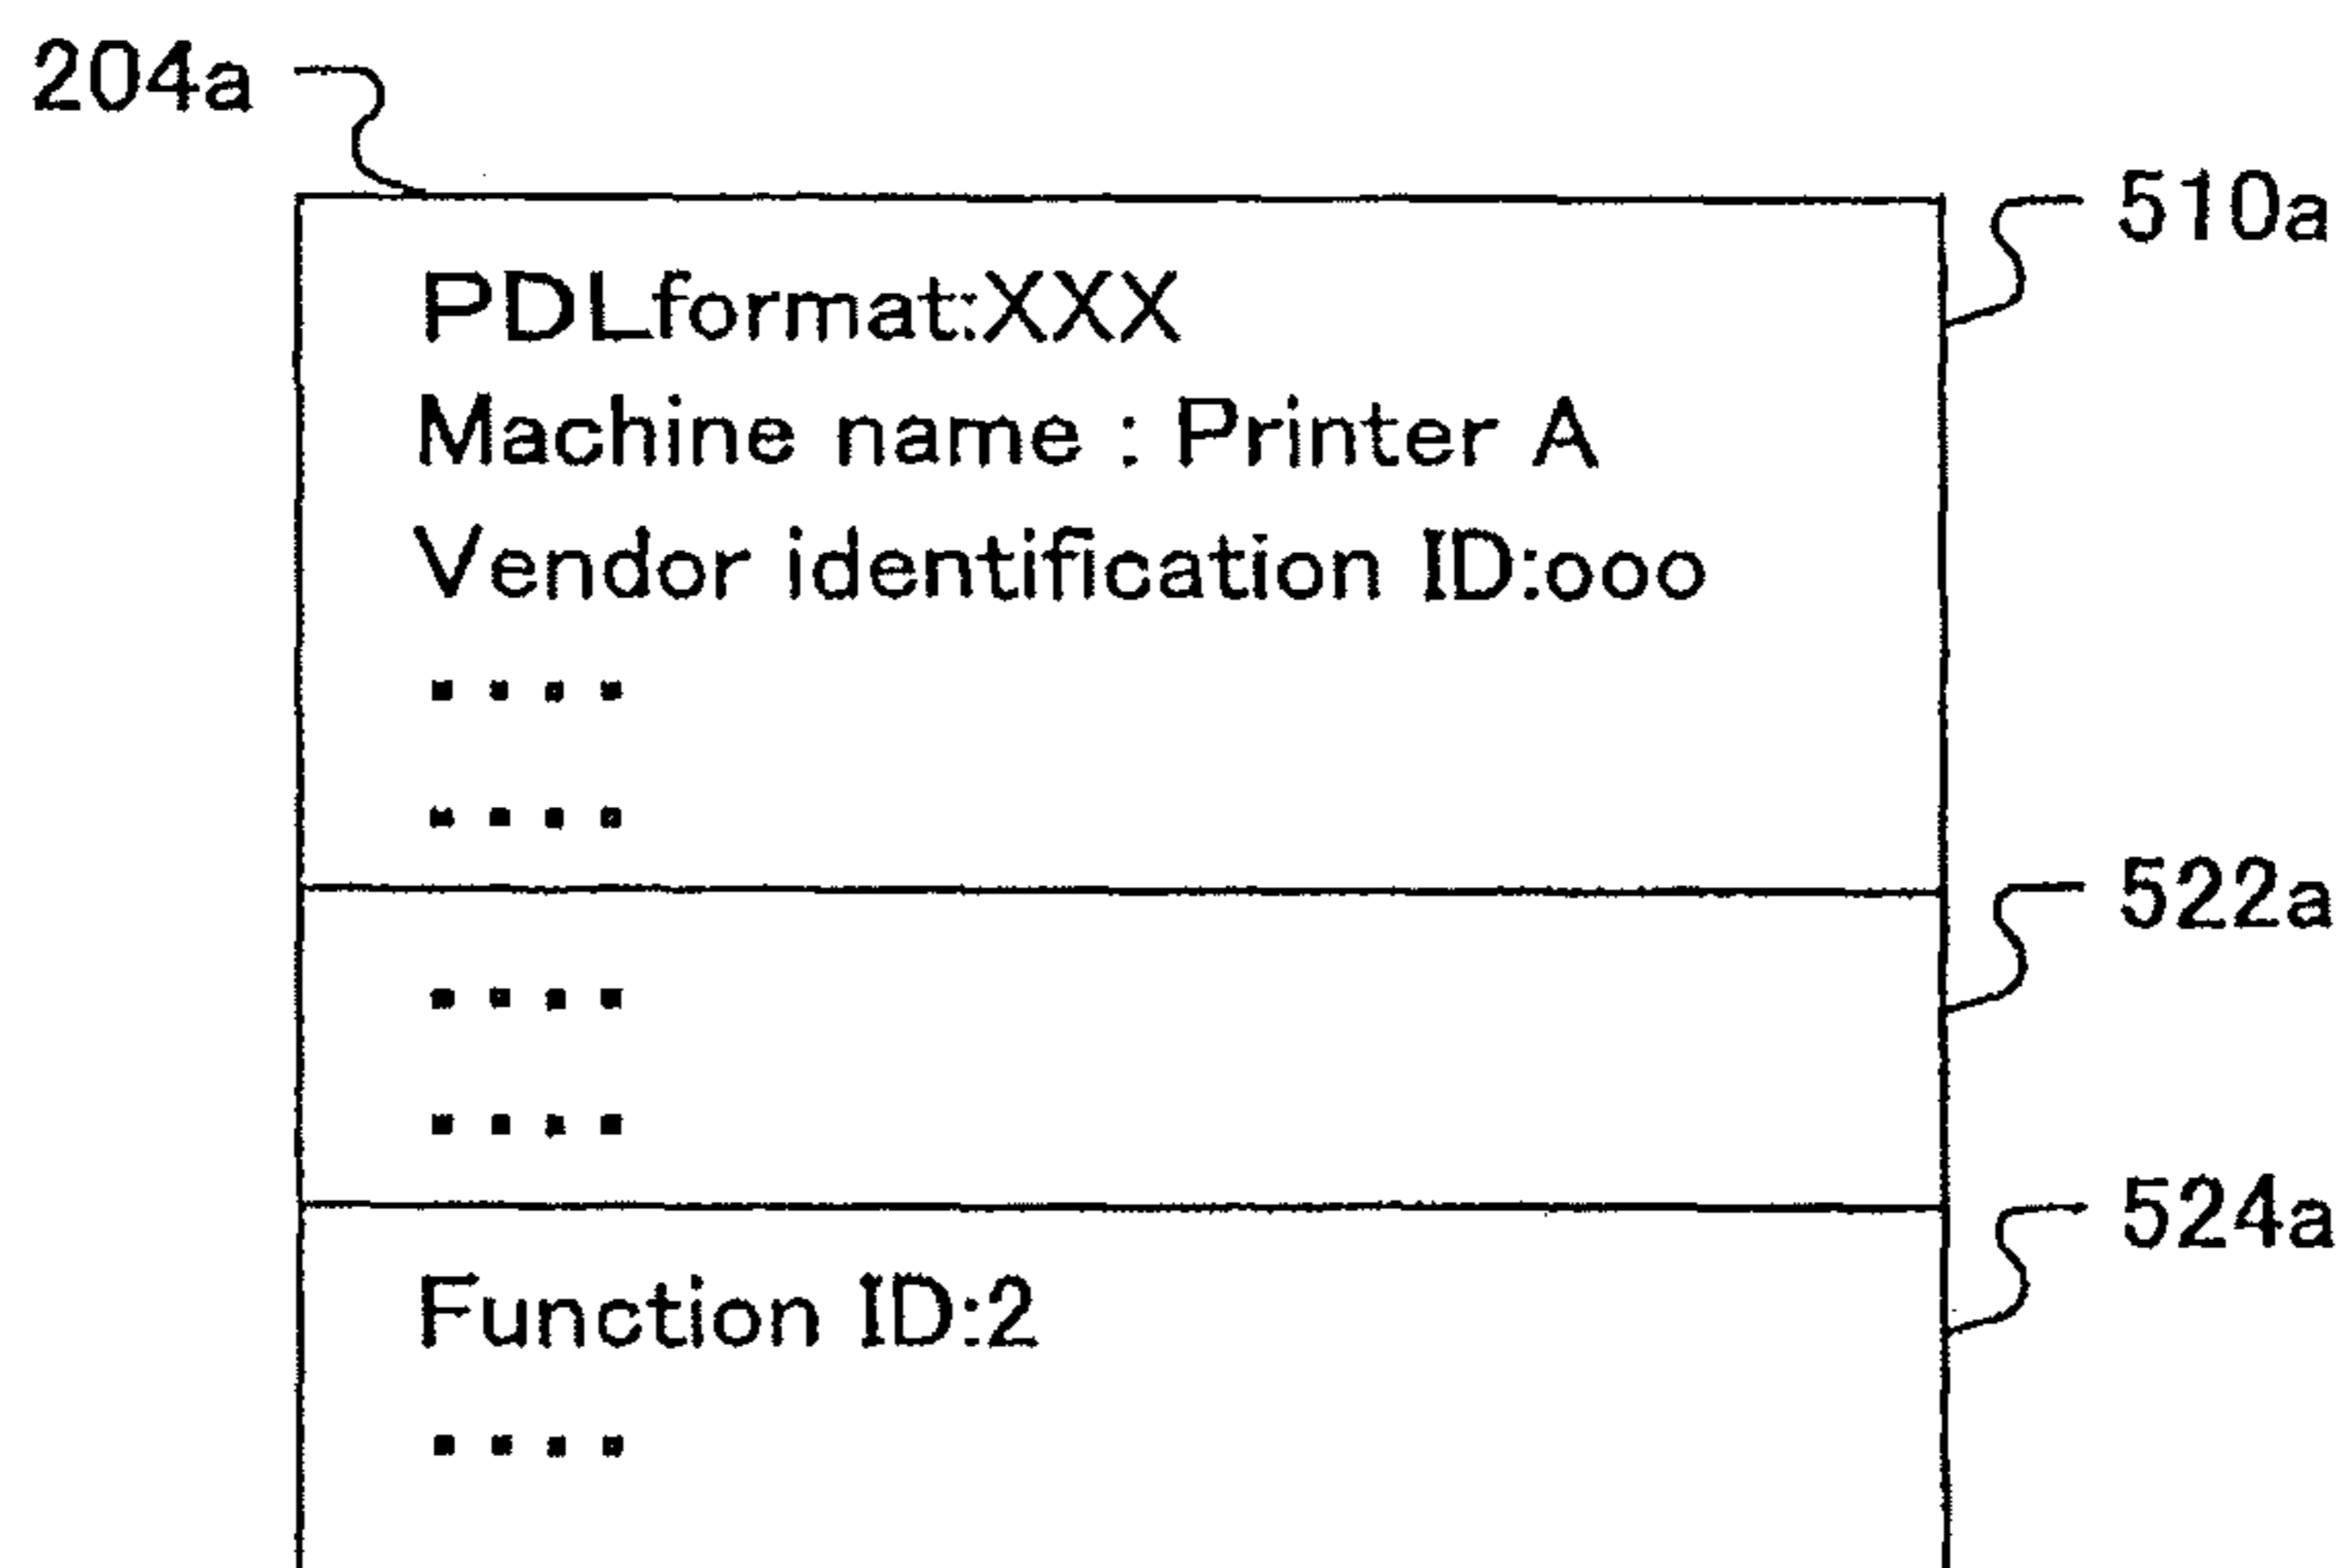 204a
510a
PDLformat:XXX
Machine name : Printer A
Vendor identification ID:ooo
▪ ▪ ▪ ▪
▪ ▪ ▪ ▪
522a
▪ ▪ ▪ ▪
▪ ▪ ▪ ▪
524a
Function ID:2
▪ ▪ ▪ ▪